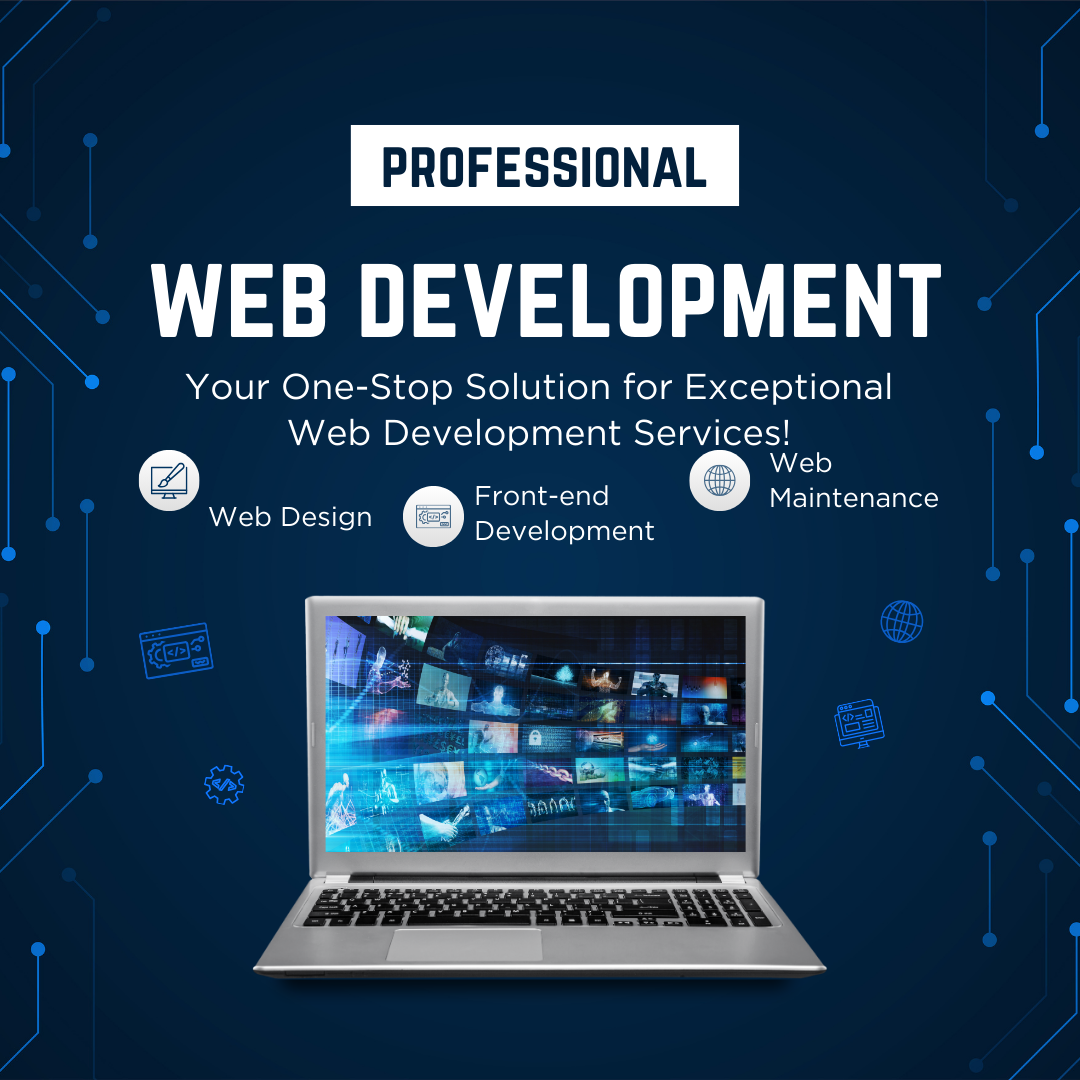 PROFESSIONAL
WEB DEVELOPMENT
Your One-Stop Solution for Exceptional
Web Development Services!
Web Design
Front-end
Development
Web
Maintenance